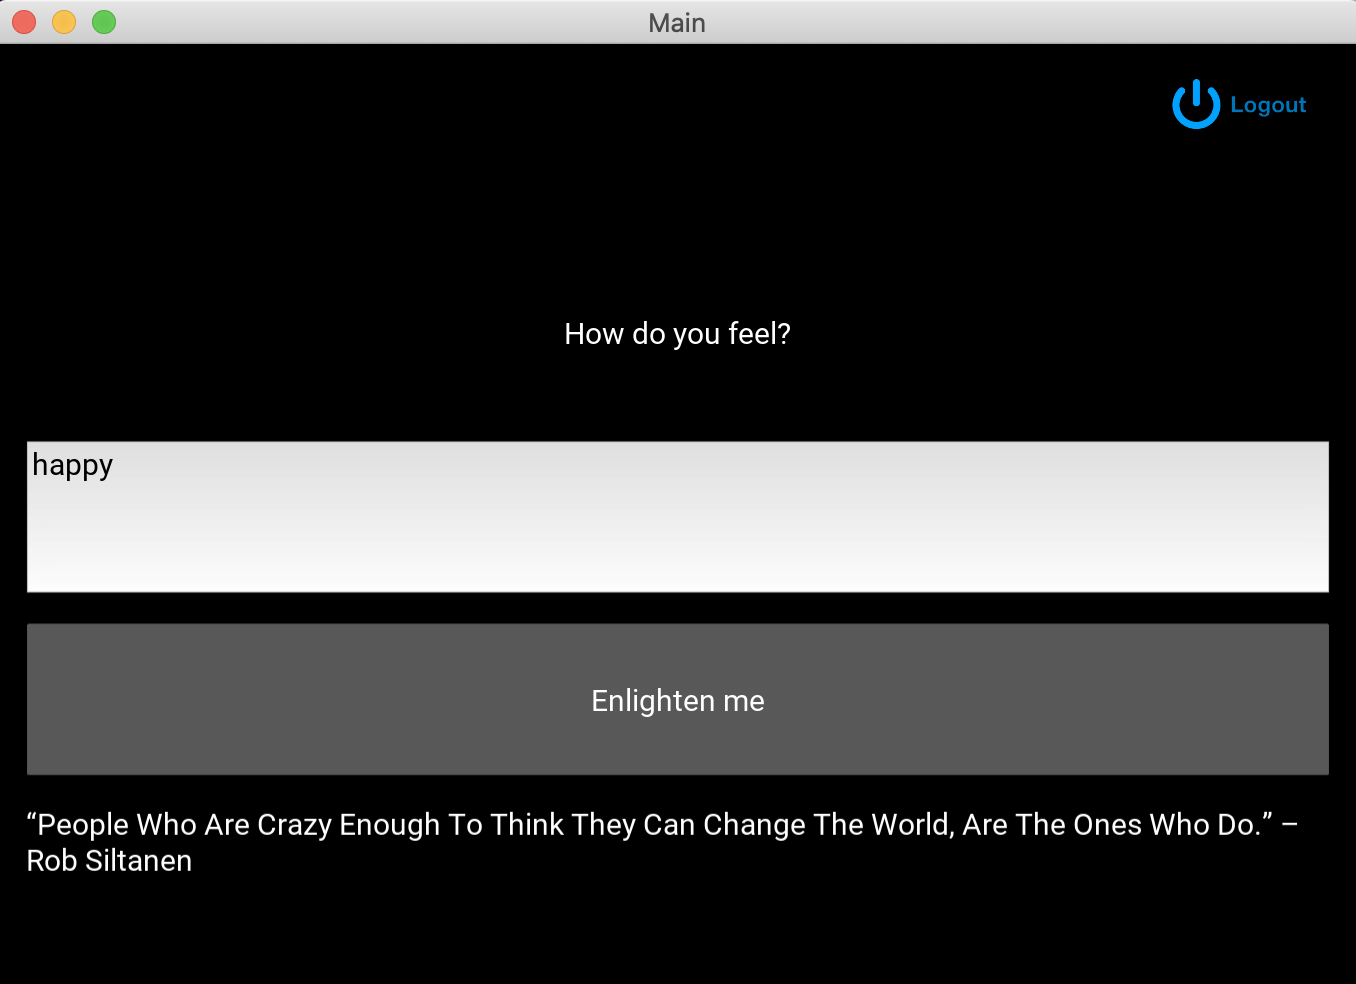 Main
Logout
How do you feel?
happy
Enlighten me
“People Who Are Crazy Enough To Think They Can Change The World, Are The Ones Who Do.” –
Rob Siltanen